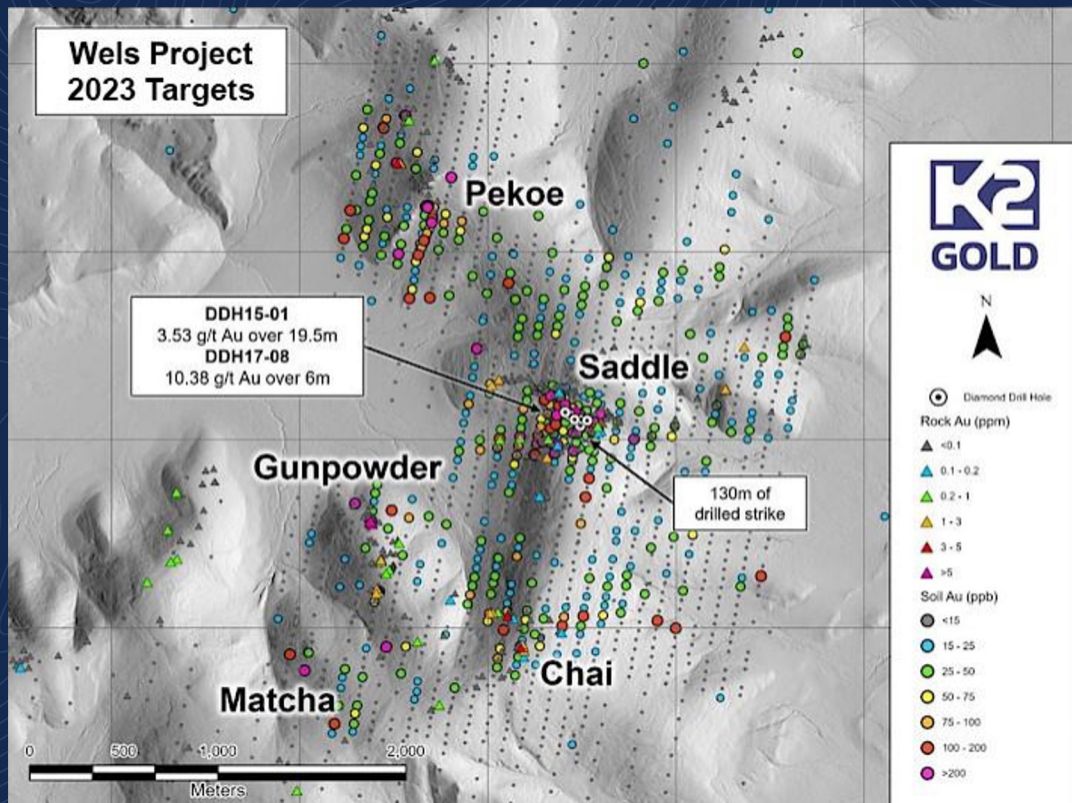 Wels Project
2023 Targets
Pekoe
DDH15-01
3.53 g/t Au over 19.5m
DDH17-08
10.38 g/t Au over 6m
Saddle
Gunpowder
130m of
drilled strike
Chai
Matcha
0 500 1,000 2,000
Meters
K2
GOLD
N
Diamond Drill Hole
Rock Au (ppm)
<0.1
0.1 - 0.2
0.2 - 1
1 - 3
3 - 5
>5
Soil Au (ppb)
<15
15 - 25
25 - 50
50 - 75
75 - 100
100 - 200
>200